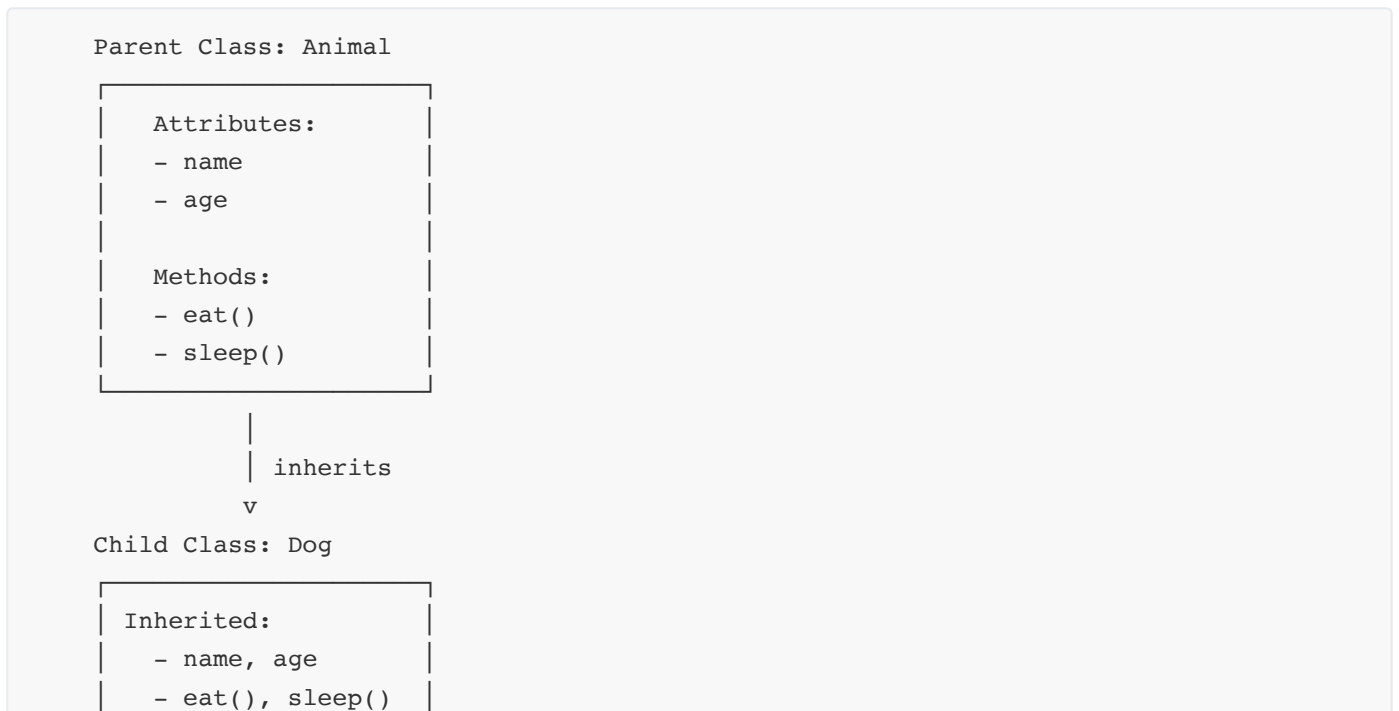 Parent Class: Animal
Attributes:
- name
- age
Methods:
- eat()
- sleep()
inherits
v
Child Class: Dog
Inherited:
- name, age
- eat(), sleep()